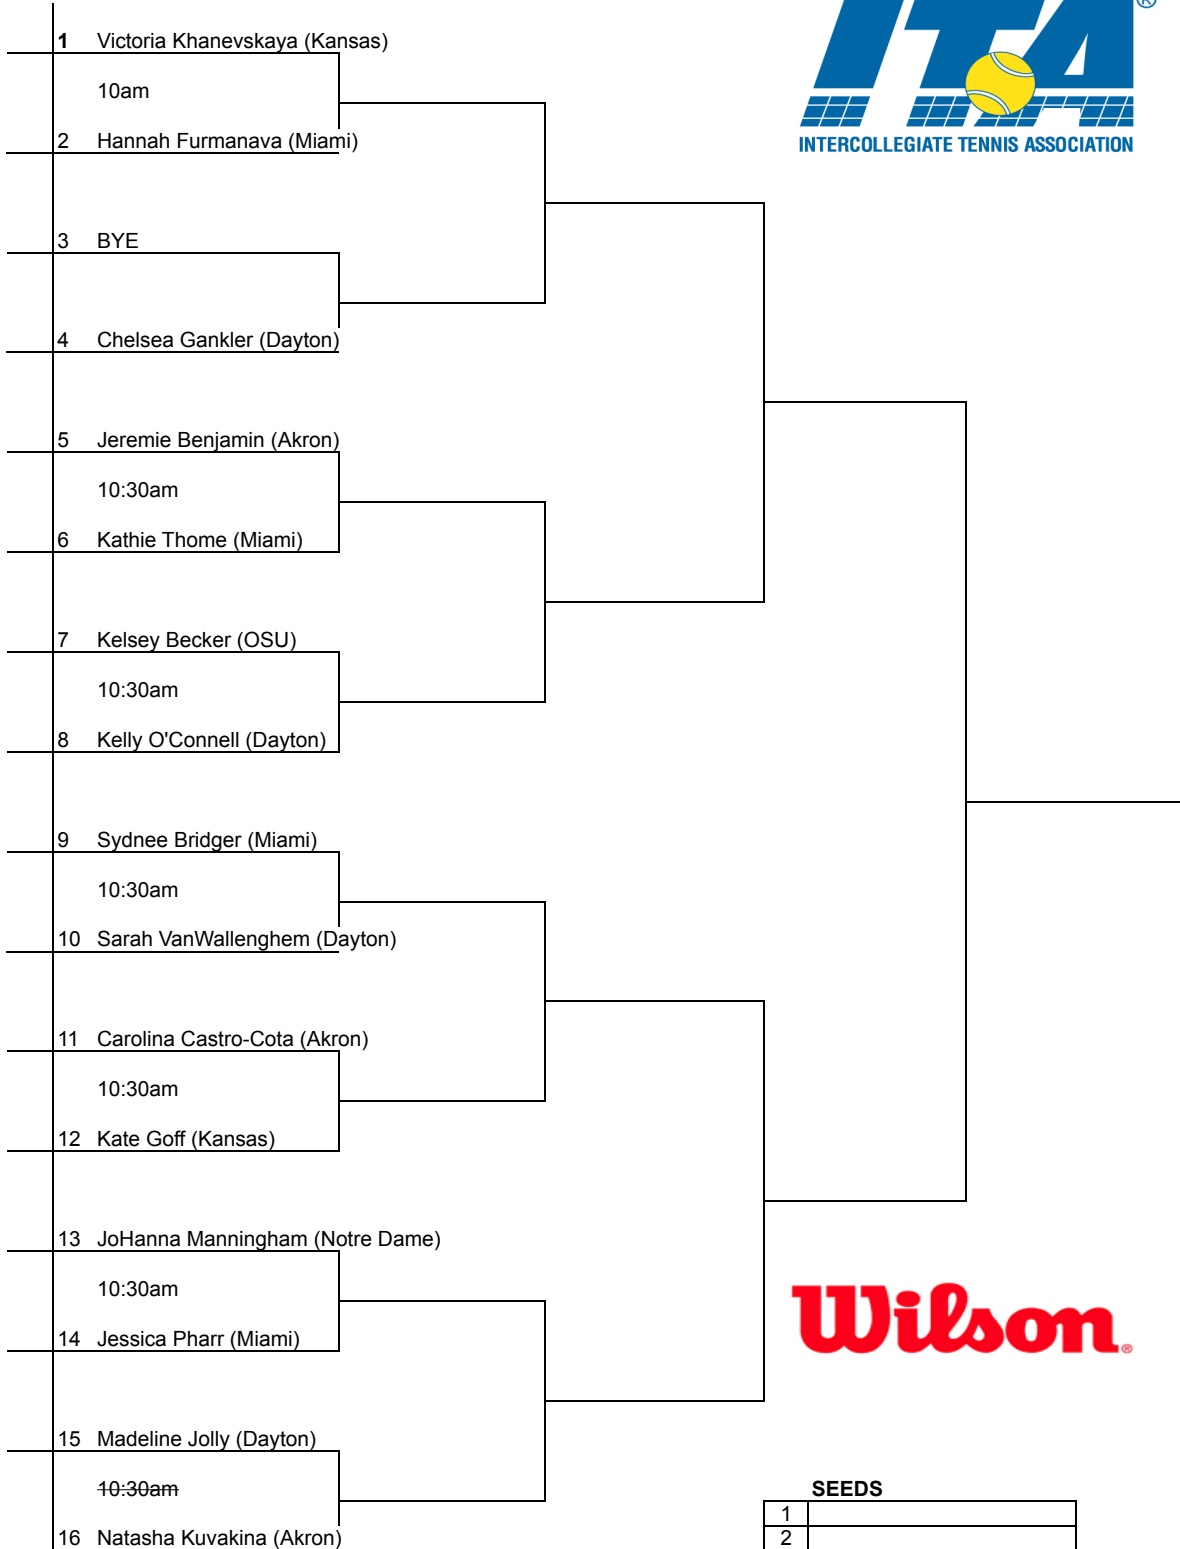 ®
1 Victoria Khanevskaya (Kansas)
10am
INTERCOLLEGIATE TENNIS ASSOCIATION
ITA
2 Hannah Furmanava (Miami)
3 BYE
4 Chelsea Gankler (Dayton)
5 Jeremie Benjamin (Akron)
10:30am
6 Kathie Thome (Miami)
7 Kelsey Becker (OSU)
10:30am
8 Kelly O'Connell (Dayton)
9 Sydnee Bridger (Miami)
10:30am
10 Sarah VanWallenghem (Dayton)
11 Carolina Castro-Cota (Akron)
10:30am
12 Kate Goff (Kansas)
13 JoHanna Manningham (Notre Dame)
10:30am
14 Jessica Pharr (Miami)
Wilson®
15 Madeline Jolly (Dayton)
10:30am
SEEDS
1
16 Natasha Kuvakina (Akron)
2